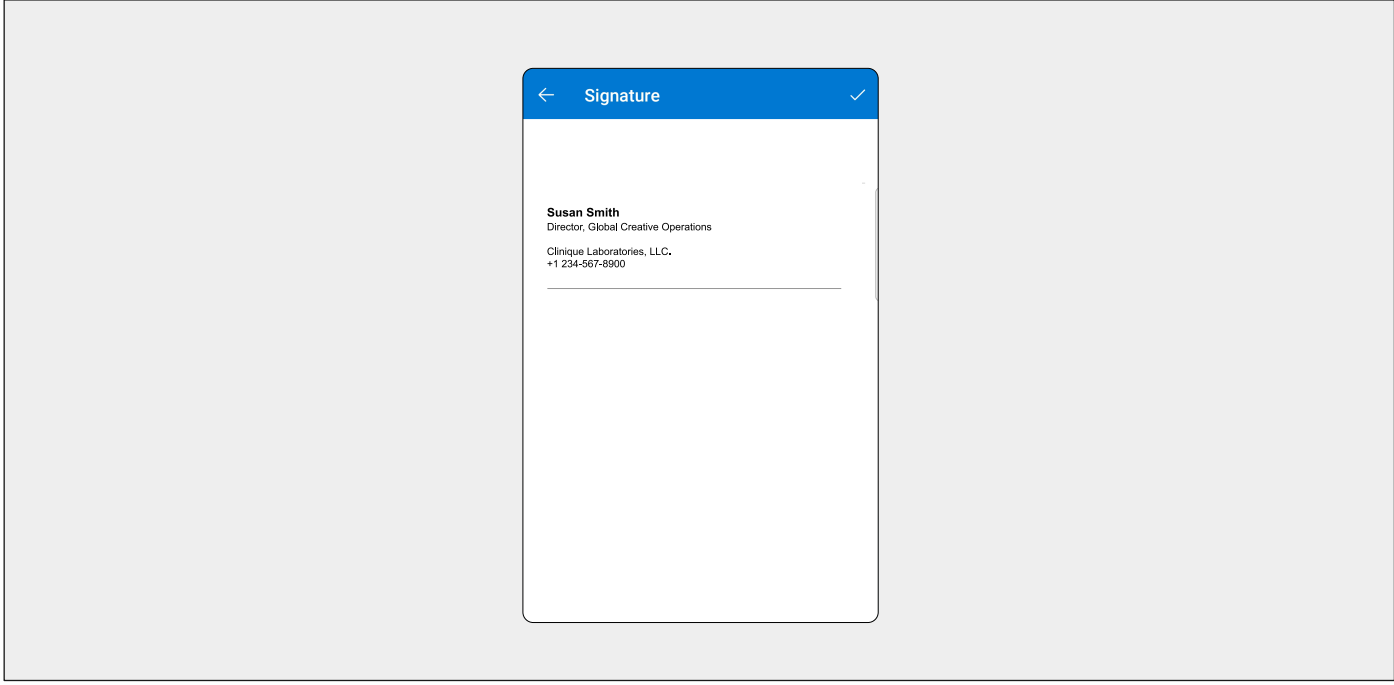 Signature
Susan Smith
Director, Global Creative Operations
Clinique Laboratories, LLC.
+1 234-567-8900